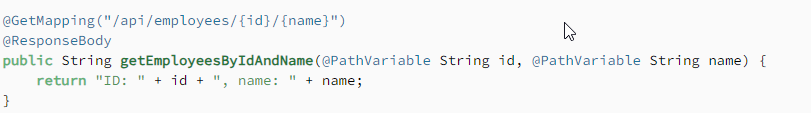 @GetMapping("/api/employees/{id}/{name}")
@ResponseBody
public String getEmployeesByIdAndName(@PathVariable String id, @PathVariable String name) {
    return "ID: " + id + ", name: " + name;
}